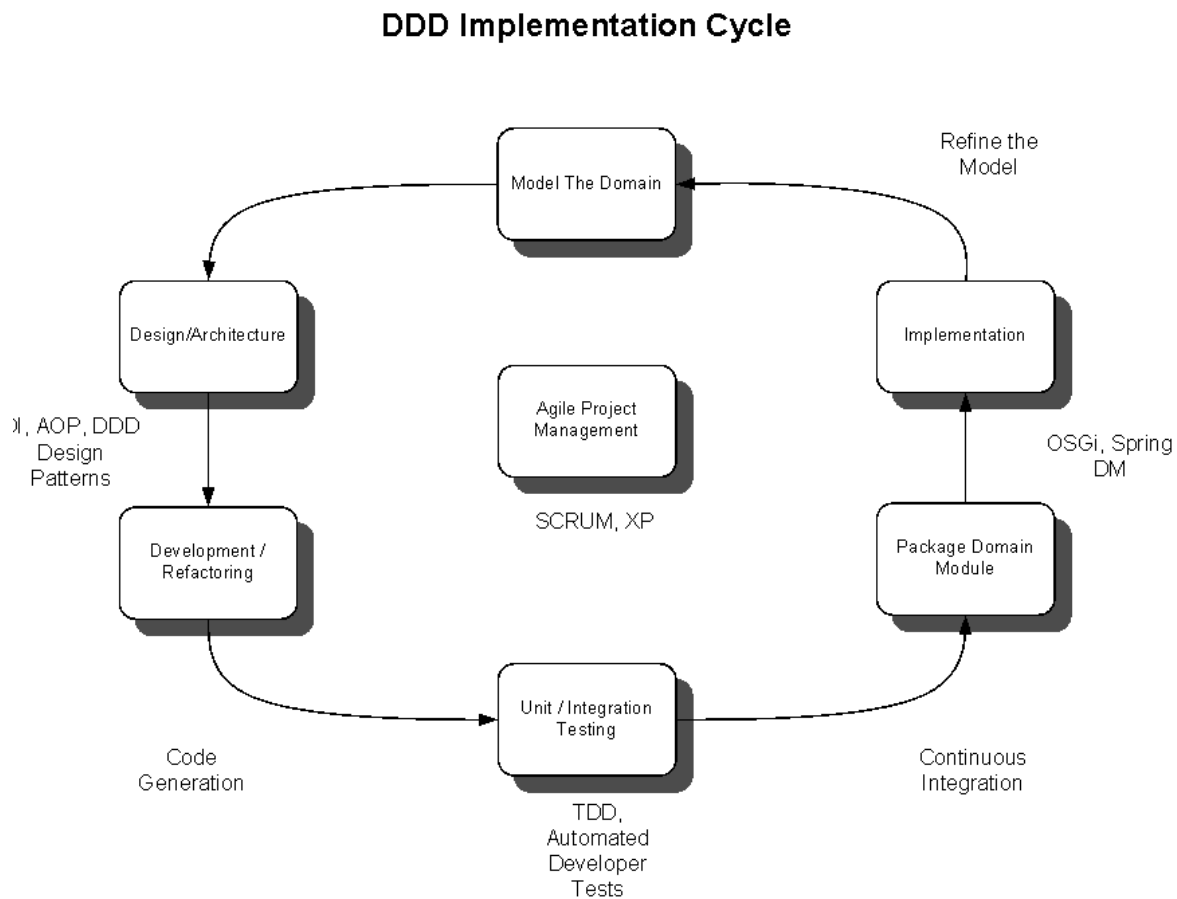 DDD Implementation Cycle
Refine the
Model
Model The Domain
Design/Architecture
Implementation
Agile Project
Management
SCRUM, XP
AOP, DDD
Design
Patterns
OSGi, Spring
DM
Development /
Refactoring
Package Domain
Module
Unit / Integration
Testing
Code
Generation
Continuous
Integration
TDD,
Automated
Developer
Tests